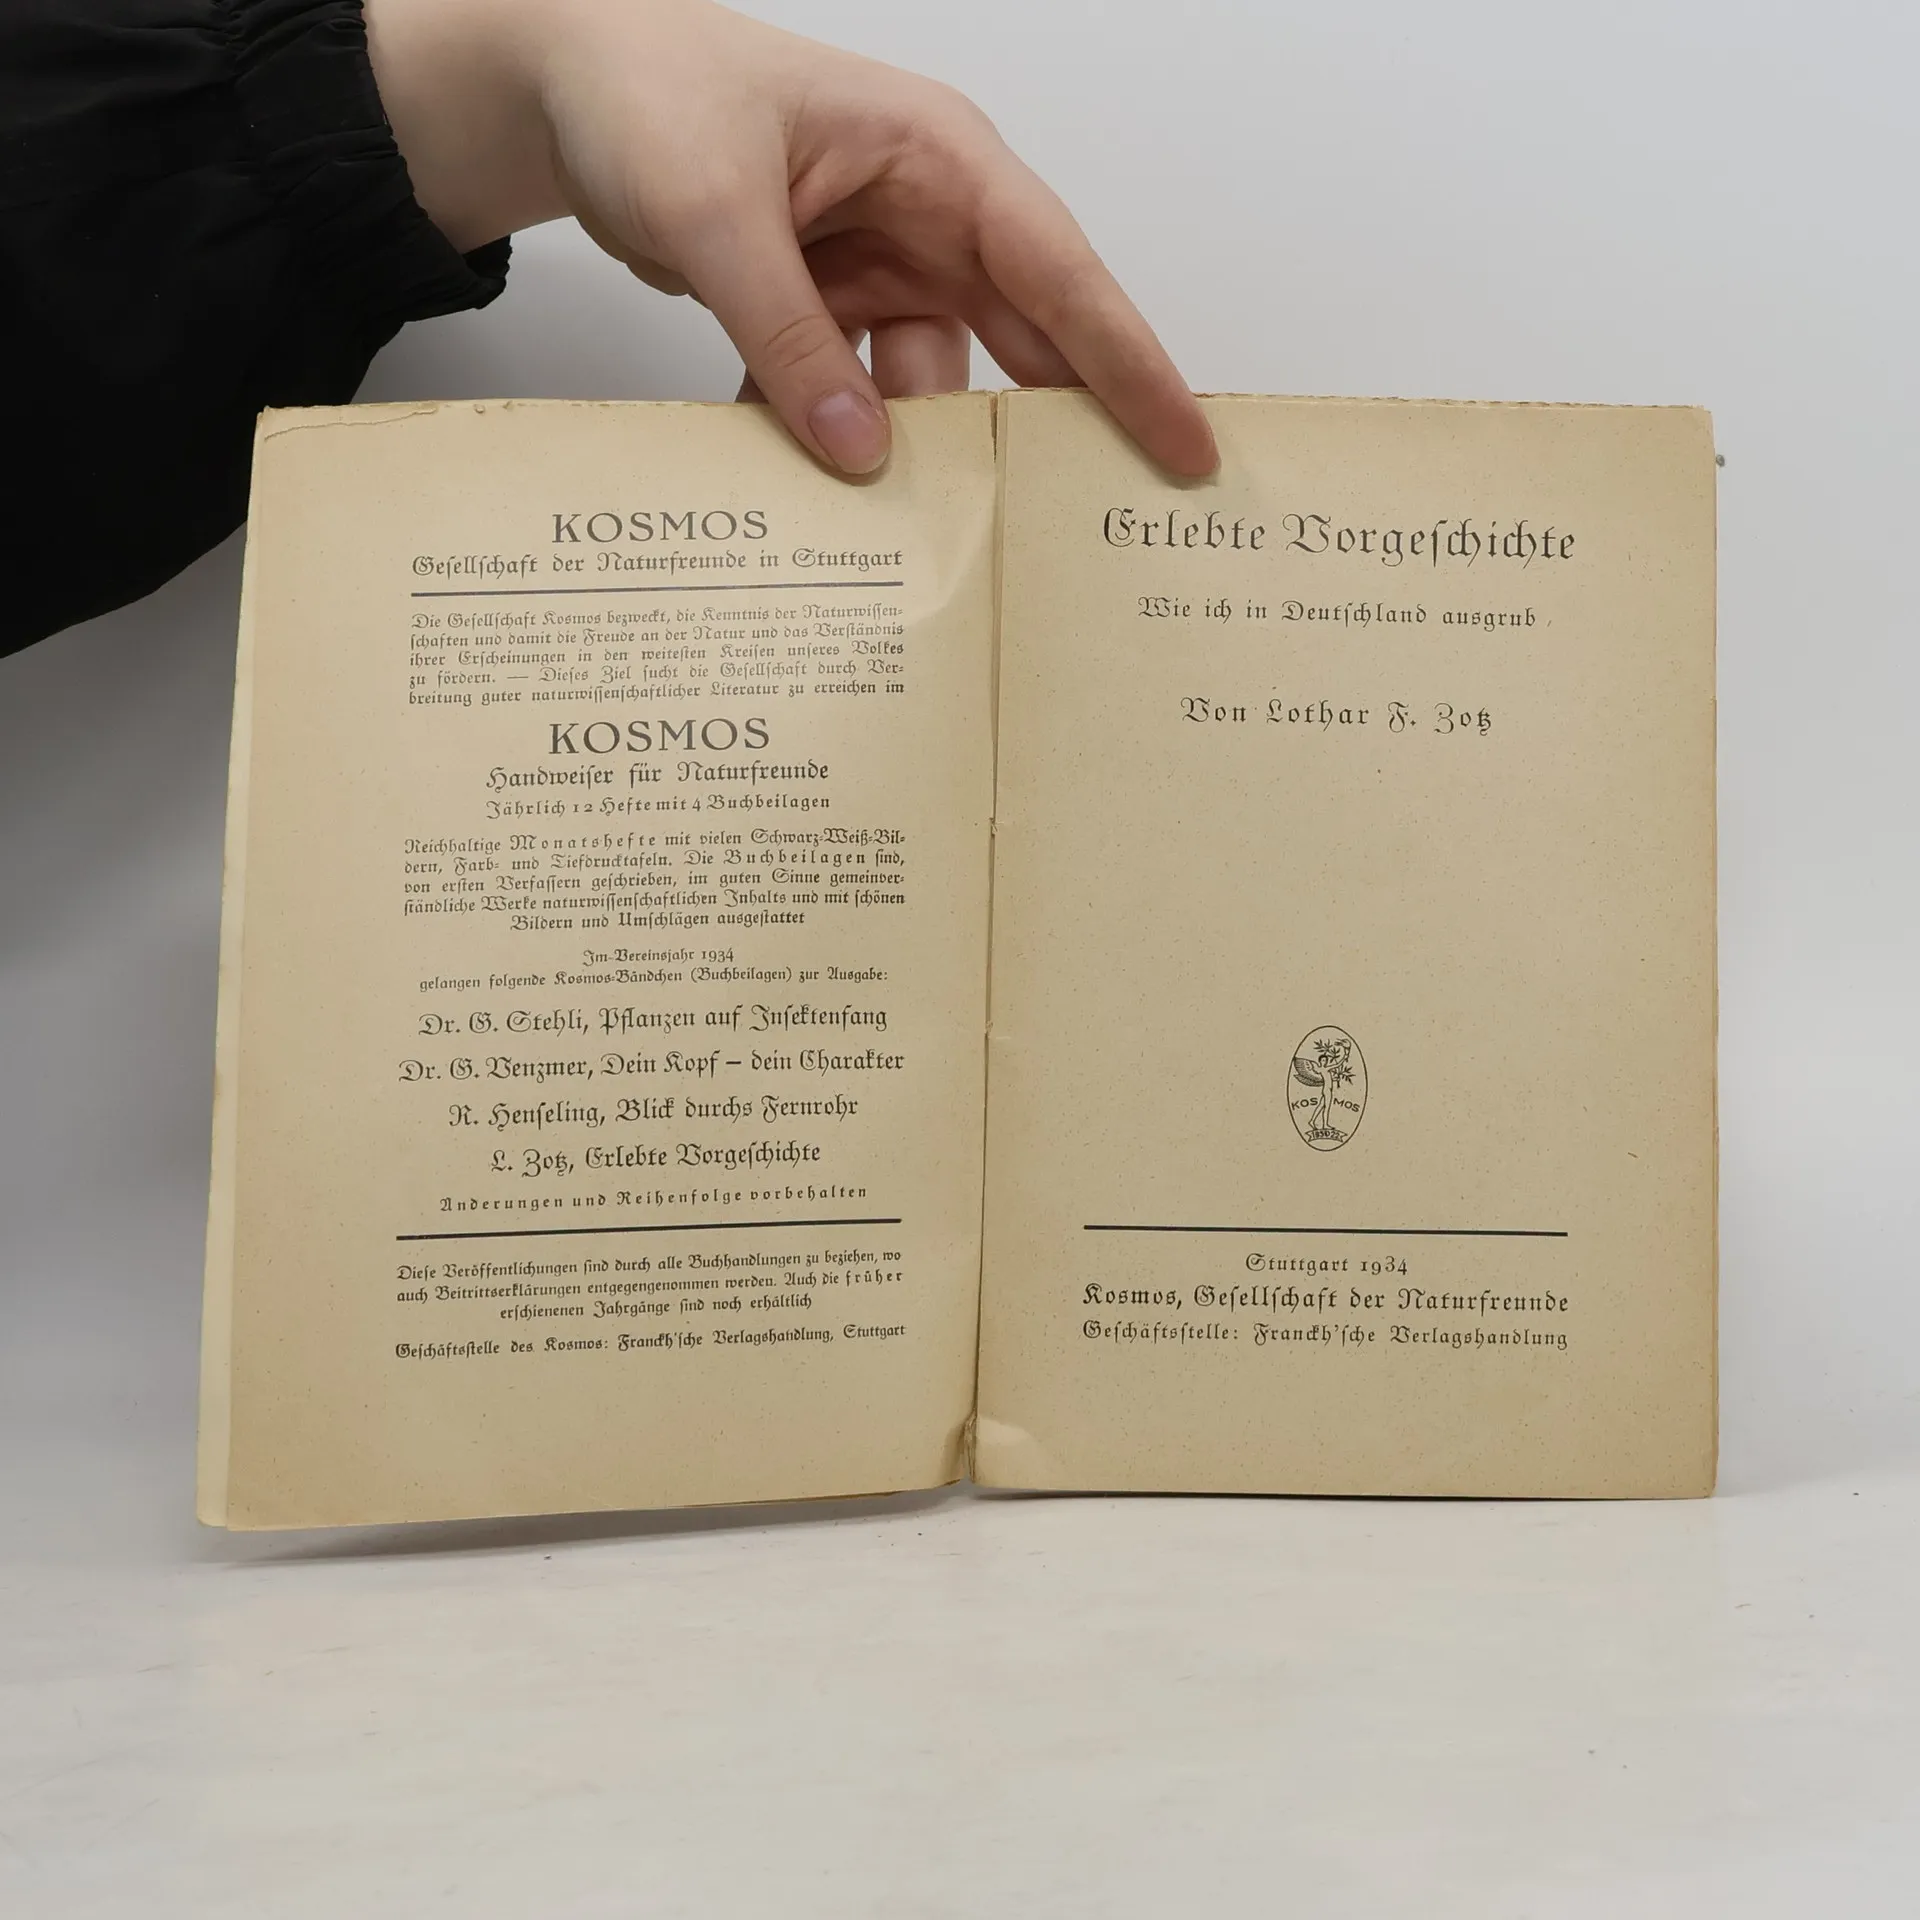 KOSMOS
Geſellſchaft der Naturfreunde in Stuttgart
Die Geſellſchaft Kosmos bezweckt, die Kenntnis der Naturwiſſen⸗
ſchaften und damit die Freude an der Natur und das Verſtändnis
ihrer Erſcheinungen in den weiteſten Kreiſen unſeres Volkes
zu fördern. — Dieſes Ziel ſucht die Geſellſchaft durch Ver⸗
breitung guter naturwiſſenſchaftlicher Literatur zu erreichen im
KOSMOS
Handweiſer für Naturfreunde
Jährlich 12 Hefte mit 4 Buchbeilagen
Reichhaltige Monatshefte mit vielen Schwarz⸗Weiß⸗Bil⸗
dern, Farb⸗ und Tiefdrucktafeln. Die Buchbeilagen ſind,
von erſten Verfaſſern geſchrieben, im guten Sinne gemeinver⸗
ſtändliche Werke naturwiſſenſchaftlichen Inhalts und mit ſchönen
Bildern und Umſchlägen ausgeſtattet
Im Vereinsjahr 1934
gelangen folgende Kosmos⸗Bändchen (Buchbeilagen) zur Ausgabe:
Dr. G. Stehli, Pflanzen auf Inſektenfang
Dr. G. Venzmer, Dein Kopf – dein Charakter
R. Henſeling, Blick durchs Fernrohr
L. Zotz, Erlebte Vorgeſchichte
Änderungen und Reihenfolge vorbehalten
Dieſe Veröffentlichungen ſind durch alle Buchhandlungen zu beziehen, wo
auch Beitrittserklärungen entgegengenommen werden. Auch die früher
erſchienenen Jahrgänge ſind noch erhältlich
Geſchäftsſtelle des Kosmos: Franckh'ſche Verlagshandlung, Stuttgart
Erlebte Vorgeſchichte
Wie ich in Deutſchland ausgrub
Von Lothar F. Zotz
KOS MOS
Stuttgart 1934
Kosmos, Geſellſchaft der Naturfreunde
Geſchäftsſtelle: Franckh'ſche Verlagshandlung